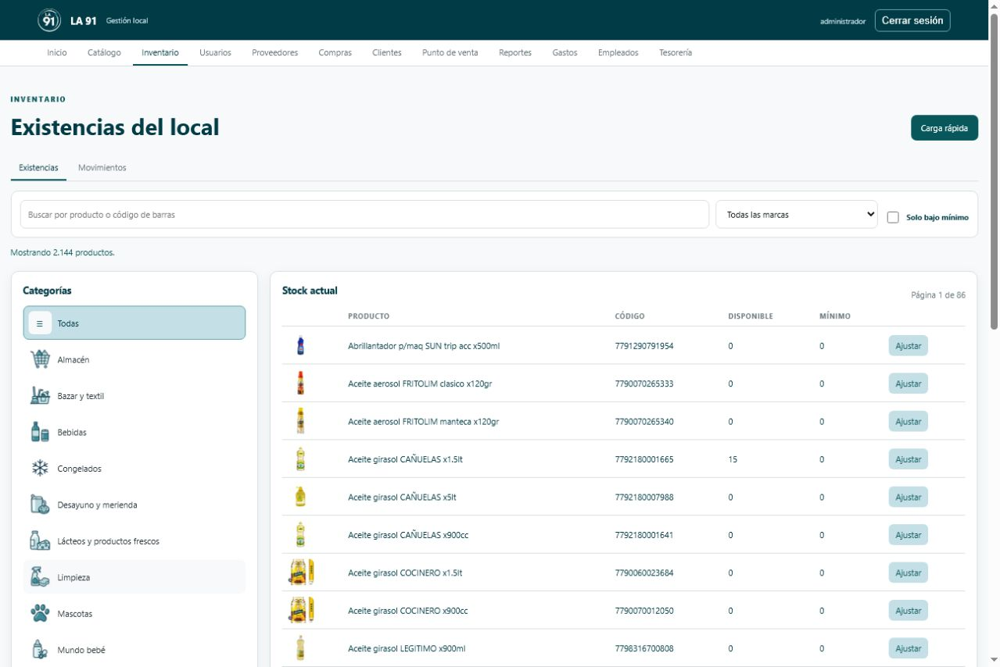 LA 91 LA 91 Gestión local administrador Cerrar sesión
Inicio Catálogo Inventario Usuarios Proveedores Compras Clientes Punto de venta Reportes Gastos Empleados Tesorería
INVENTARIO
Existencias del local
Carga rápida
Existencias Movimientos
Buscar por producto o código de barras Todas las marcas Solo bajo mínimo
Mostrando 2.144 productos.
Categorías
Todas
Almacén
Bazar y textil
Bebidas
Congelados
Desayuno y merienda
Lácteos y productos frescos
Limpieza
Mascotas
Mundo bebé
Stock actual
Página 1 de 86
PRODUCTO CÓDIGO DISPONIBLE MÍNIMO
Abrillantador p/maq SUN trip acc x500ml 7791290791954 0 0 Ajustar
Aceite aerosol FRITOLIM clasico x120gr 7790070265333 0 0 Ajustar
Aceite aerosol FRITOLIM manteca x120gr 7790070265340 0 0 Ajustar
Aceite girasol CAÑUELAS x1.5lt 7792180001665 15 0 Ajustar
Aceite girasol CAÑUELAS x5lt 7792180007988 0 0 Ajustar
Aceite girasol CAÑUELAS x900cc 7792180001641 0 0 Ajustar
Aceite girasol COCINERO x1.5lt 7790060023684 0 0 Ajustar
Aceite girasol COCINERO x900cc 7790070012050 0 0 Ajustar
Aceite girasol LEGITIMO x900ml 7798316700808 0 0 Ajustar